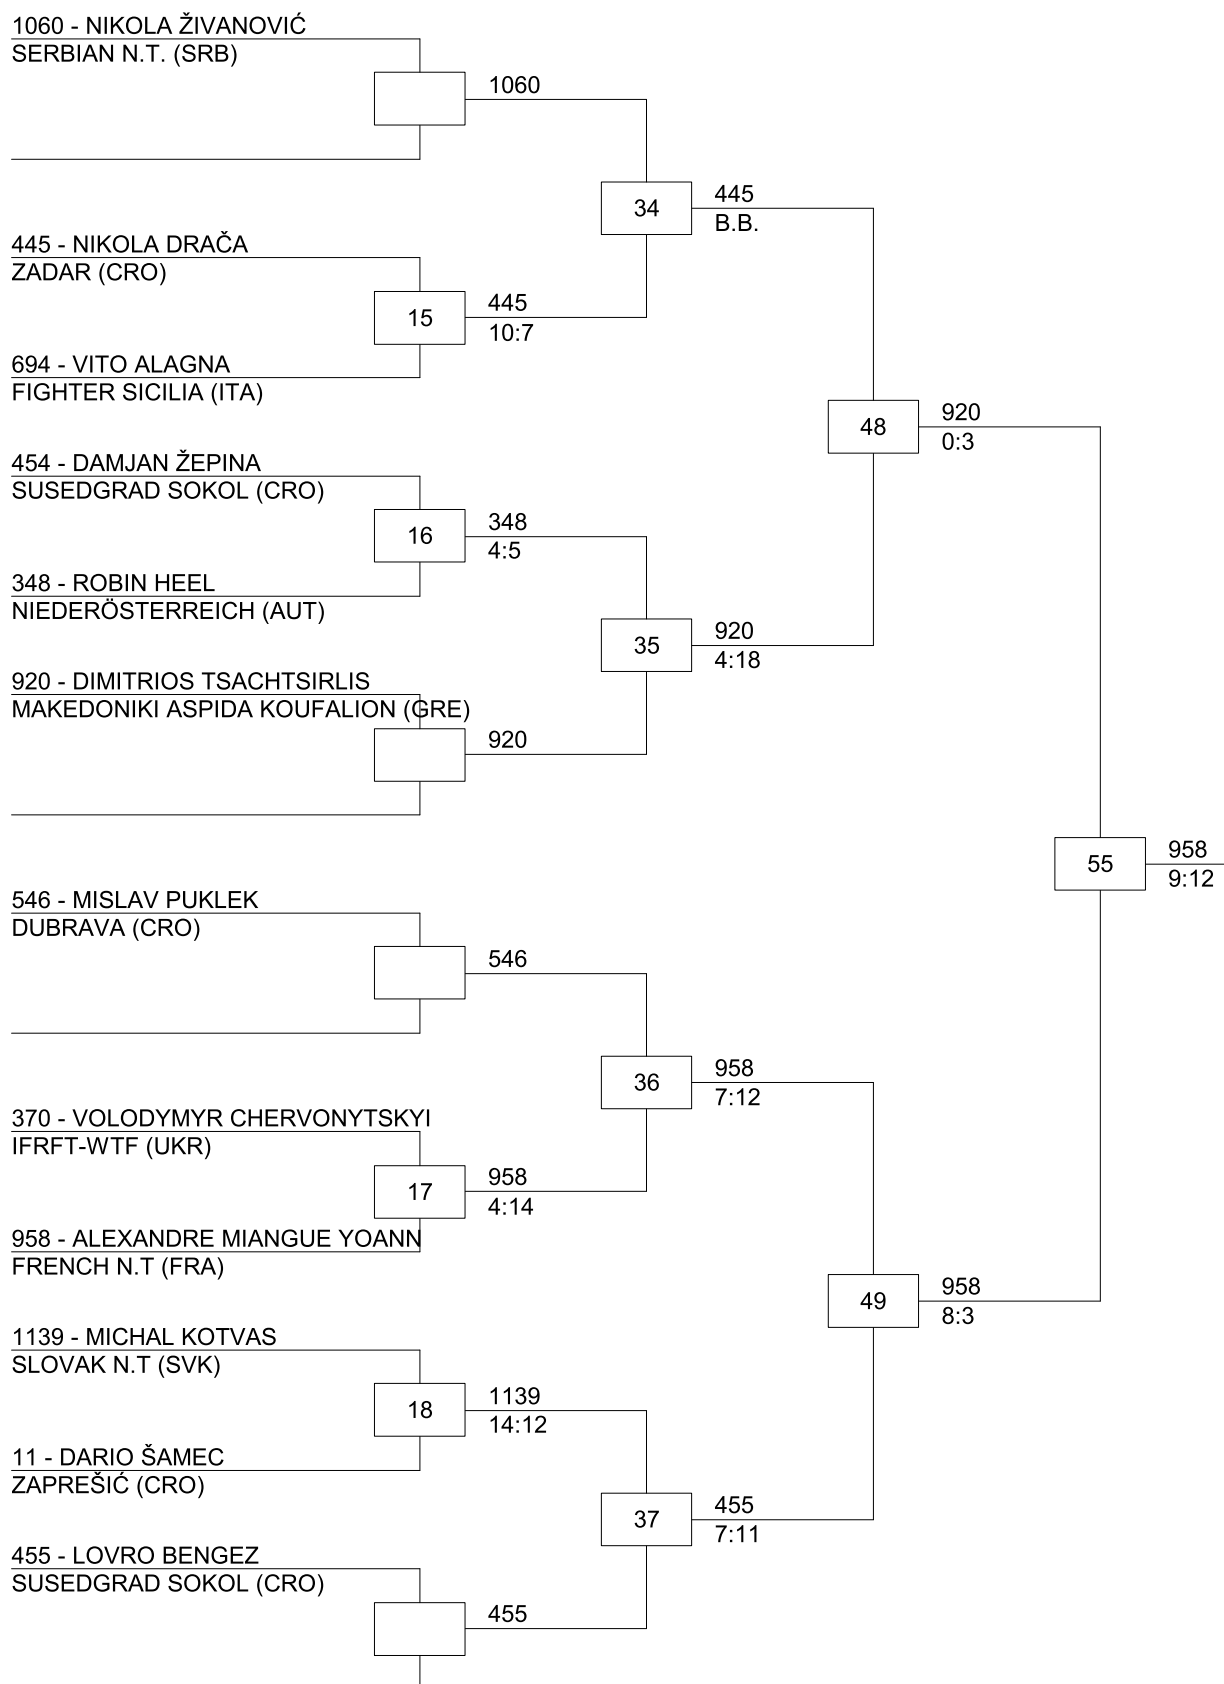 1060 - NIKOLA ŽIVANOVIĆ
SERBIAN N.T. (SRB)
1060
34
445
B.B.
445 - NIKOLA DRAČA
ZADAR (CRO)
15
445
10:7
694 - VITO ALAGNA
FIGHTER SICILIA (ITA)
48
920
0:3
454 - DAMJAN ŽEPINA
SUSEDGRAD SOKOL (CRO)
16
348
4:5
348 - ROBIN HEEL
NIEDERÖSTERREICH (AUT)
35
920
4:18
920 - DIMITRIOS TSACHTSIRLIS
MAKEDONIKI ASPIDA KOUFALION (GRE)
920
55
958
9:12
546 - MISLAV PUKLEK
DUBRAVA (CRO)
546
36
958
7:12
370 - VOLODYMYR CHERVONYTSKYI
IFRFT-WTF (UKR)
17
958
4:14
958 - ALEXANDRE MIANGUE YOANN
FRENCH N.T (FRA)
49
958
8:3
1139 - MICHAL KOTVAS
SLOVAK N.T (SVK)
18
1139
14:12
11 - DARIO ŠAMEC
ZAPREŠIĆ (CRO)
37
455
7:11
455 - LOVRO BENGEZ
SUSEDGRAD SOKOL (CRO)
455